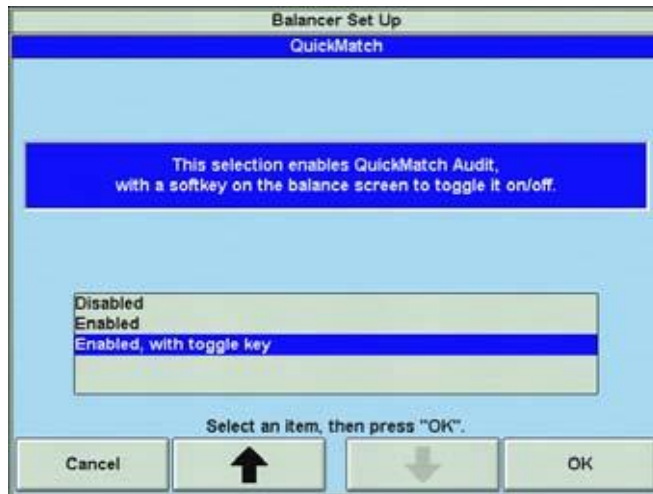 Balancer Set Up
QuickMatch
This selection enables QuickMatch Audit,
with a softkey on the balance screen to toggle it on/off.
Disabled
Enabled
Enabled, with toggle key
Select an item, then press "OK".
Cancel
OK